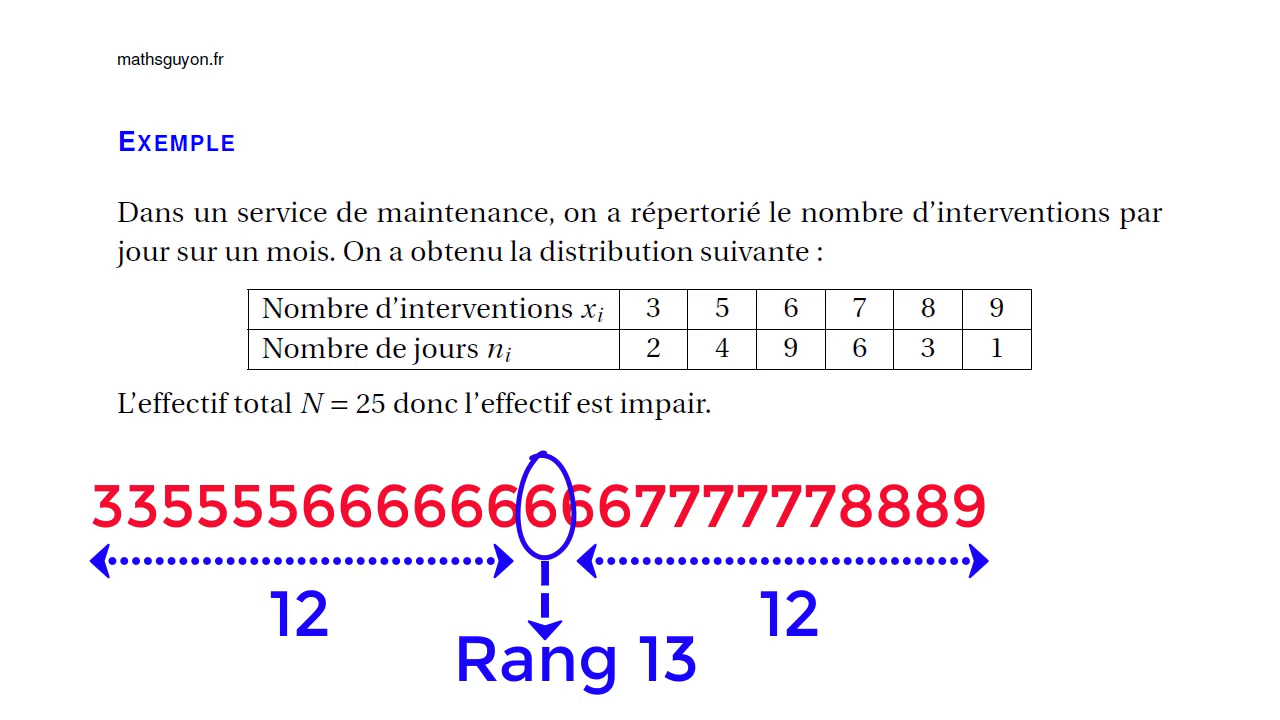 mathsguyon.fr
EXEMPLE
Dans un service de maintenance, on a répertorié le nombre d'interventions par
jour sur un mois. On a obtenu la distribution suivante :
Nombre d'interventions xᵢ 3 5 6 7 8 9
Nombre de jours nᵢ 2 4 9 6 3 1
L'effectif total N = 25 donc l'effectif est impair.
3355556666666667777778889
12 12
Rang 13